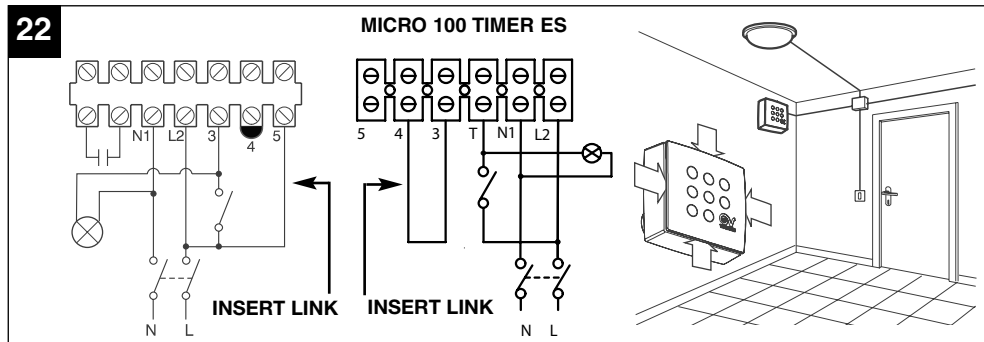 22
MICRO 100 TIMER ES
N1 L2 3 4 5
5 4 3 T N1 L2
INSERT LINK INSERT LINK
N L
N L